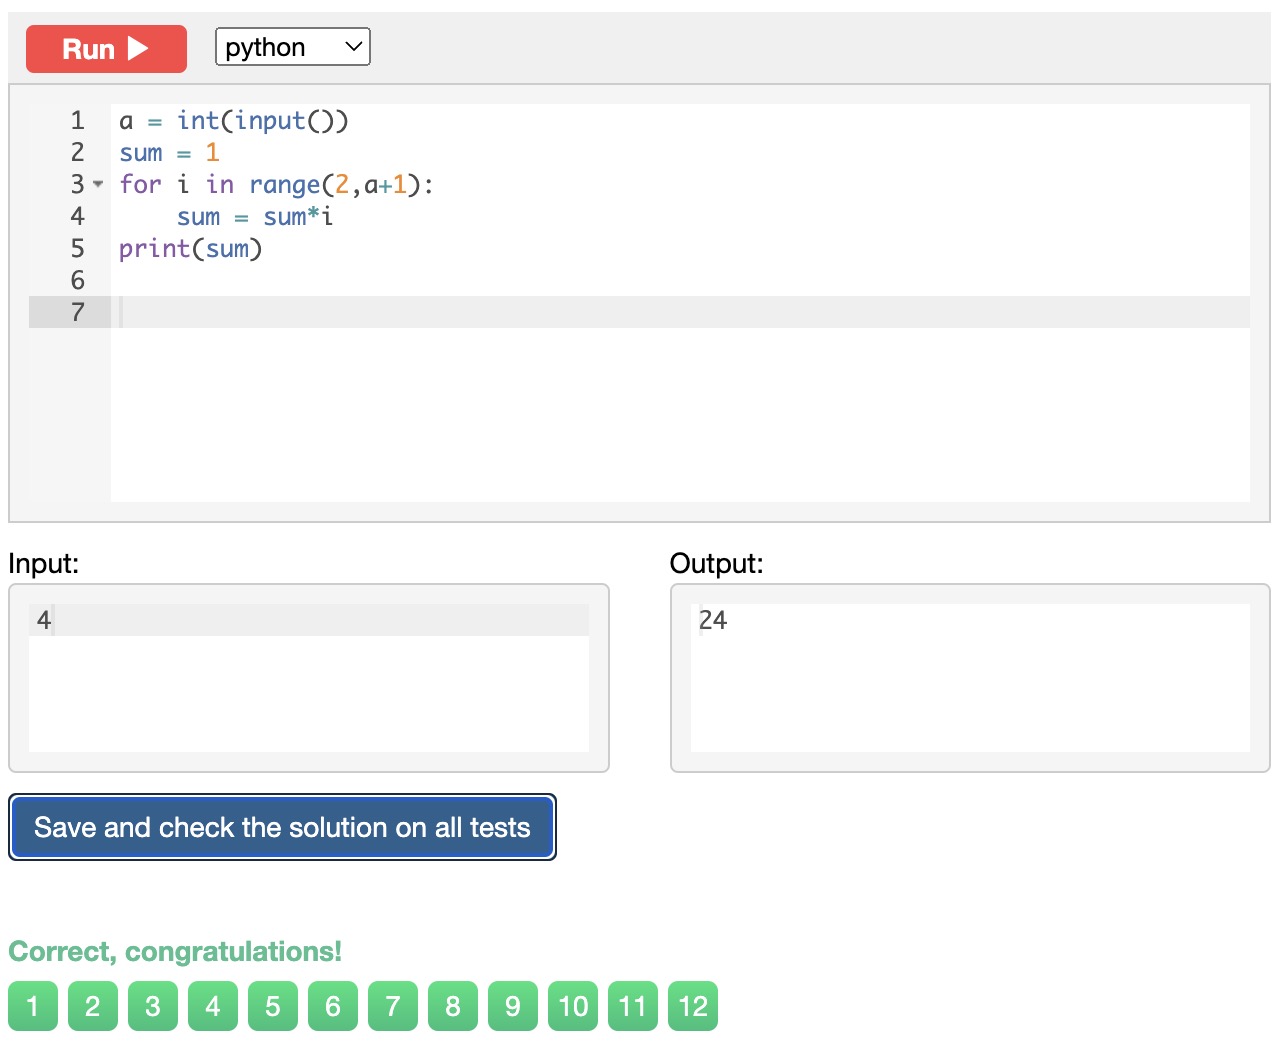 Run python
1 a = int(input())
2 sum = 1
3 for i in range(2,a+1):
4     sum = sum*i
5 print(sum)
6
7
Input:
4
Output:
24
Save and check the solution on all tests
Correct, congratulations!
1 2 3 4 5 6 7 8 9 10 11 12